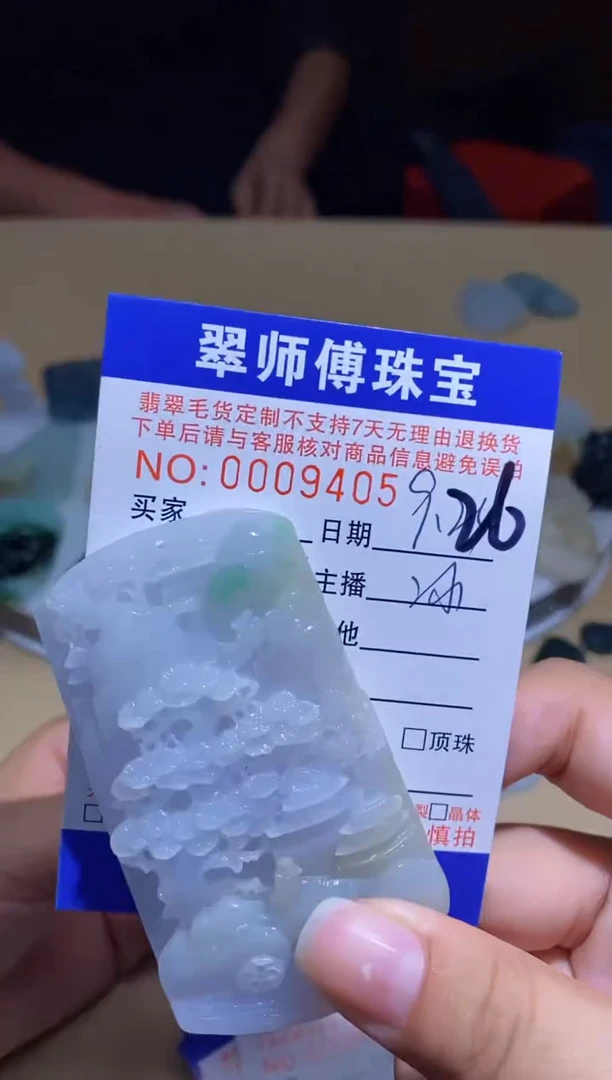 翠师傅珠宝
翡翠毛货定制不支持7天无理由退换货
下单后请与客服核对商品信息避免误拍
NO: 0009405
买家 日期 9.26
主播
他
□顶珠
型□晶体
慎拍
NO